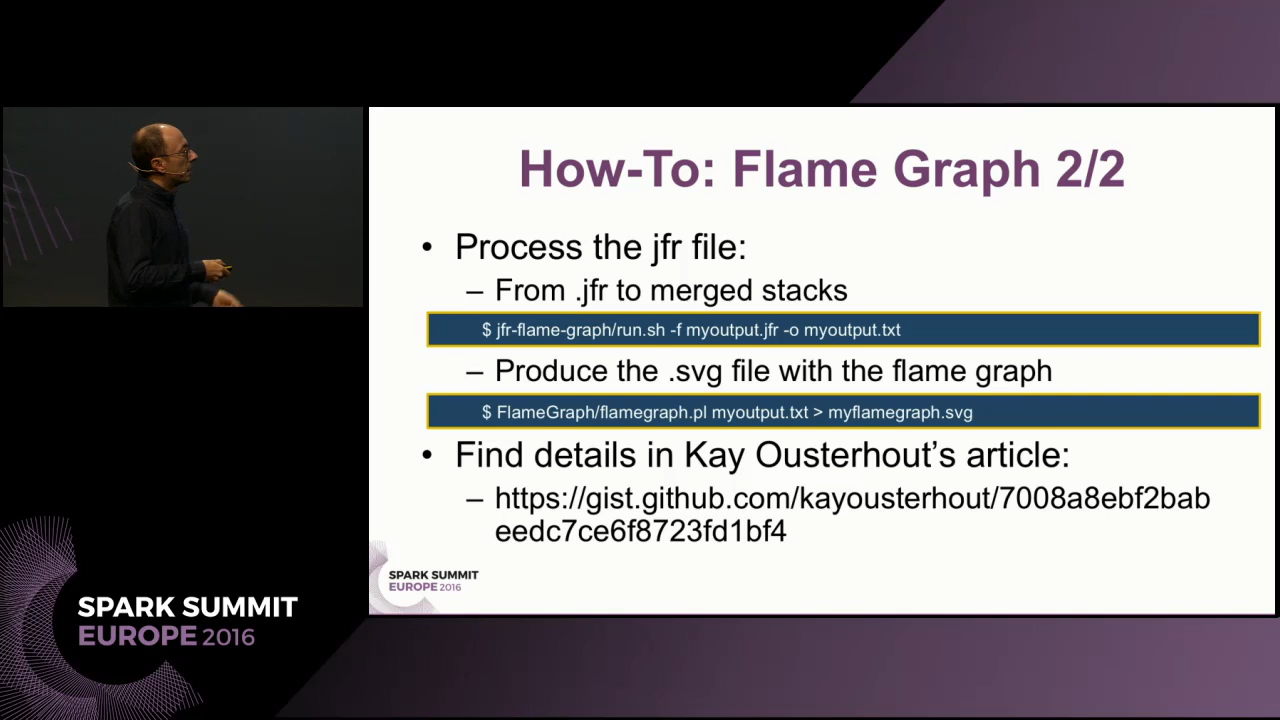 How-To: Flame Graph 2/2
• Process the jfr file:
– From .jfr to merged stacks
$ jfr-flame-graph/run.sh -f myoutput.jfr -o myoutput.txt
– Produce the .svg file with the flame graph
$ FlameGraph/flamegraph.pl myoutput.txt > myflamegraph.svg
• Find details in Kay Ousterhout’s article:
– https://gist.github.com/kayousterhout/7008a8ebf2bab
eedc7ce6f8723fd1bf4
SPARK SUMMIT
EUROPE 2016
SPARK SUMMIT
EUROPE 2016